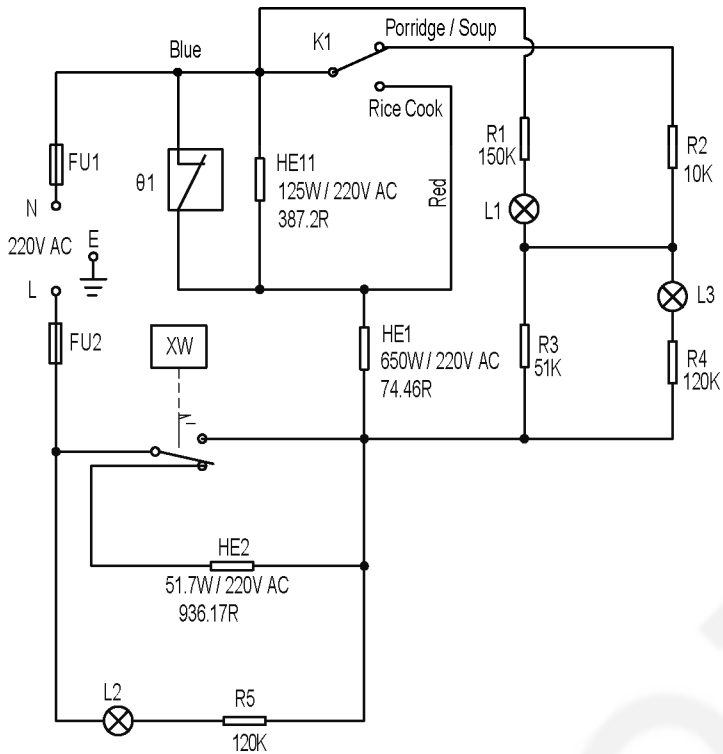 Porridge / Soup
K1
Blue
Rice Cook
R1
150K
R2
10K
FU1
θ1
HE11
125W / 220V AC
387.2R
Red
N
L1
220V AC
E
L
L3
FU2
XW
HE1
650W / 220V AC
74.46R
R3
51K
R4
120K
HE2
51.7W / 220V AC
936.17R
L2
R5
120K